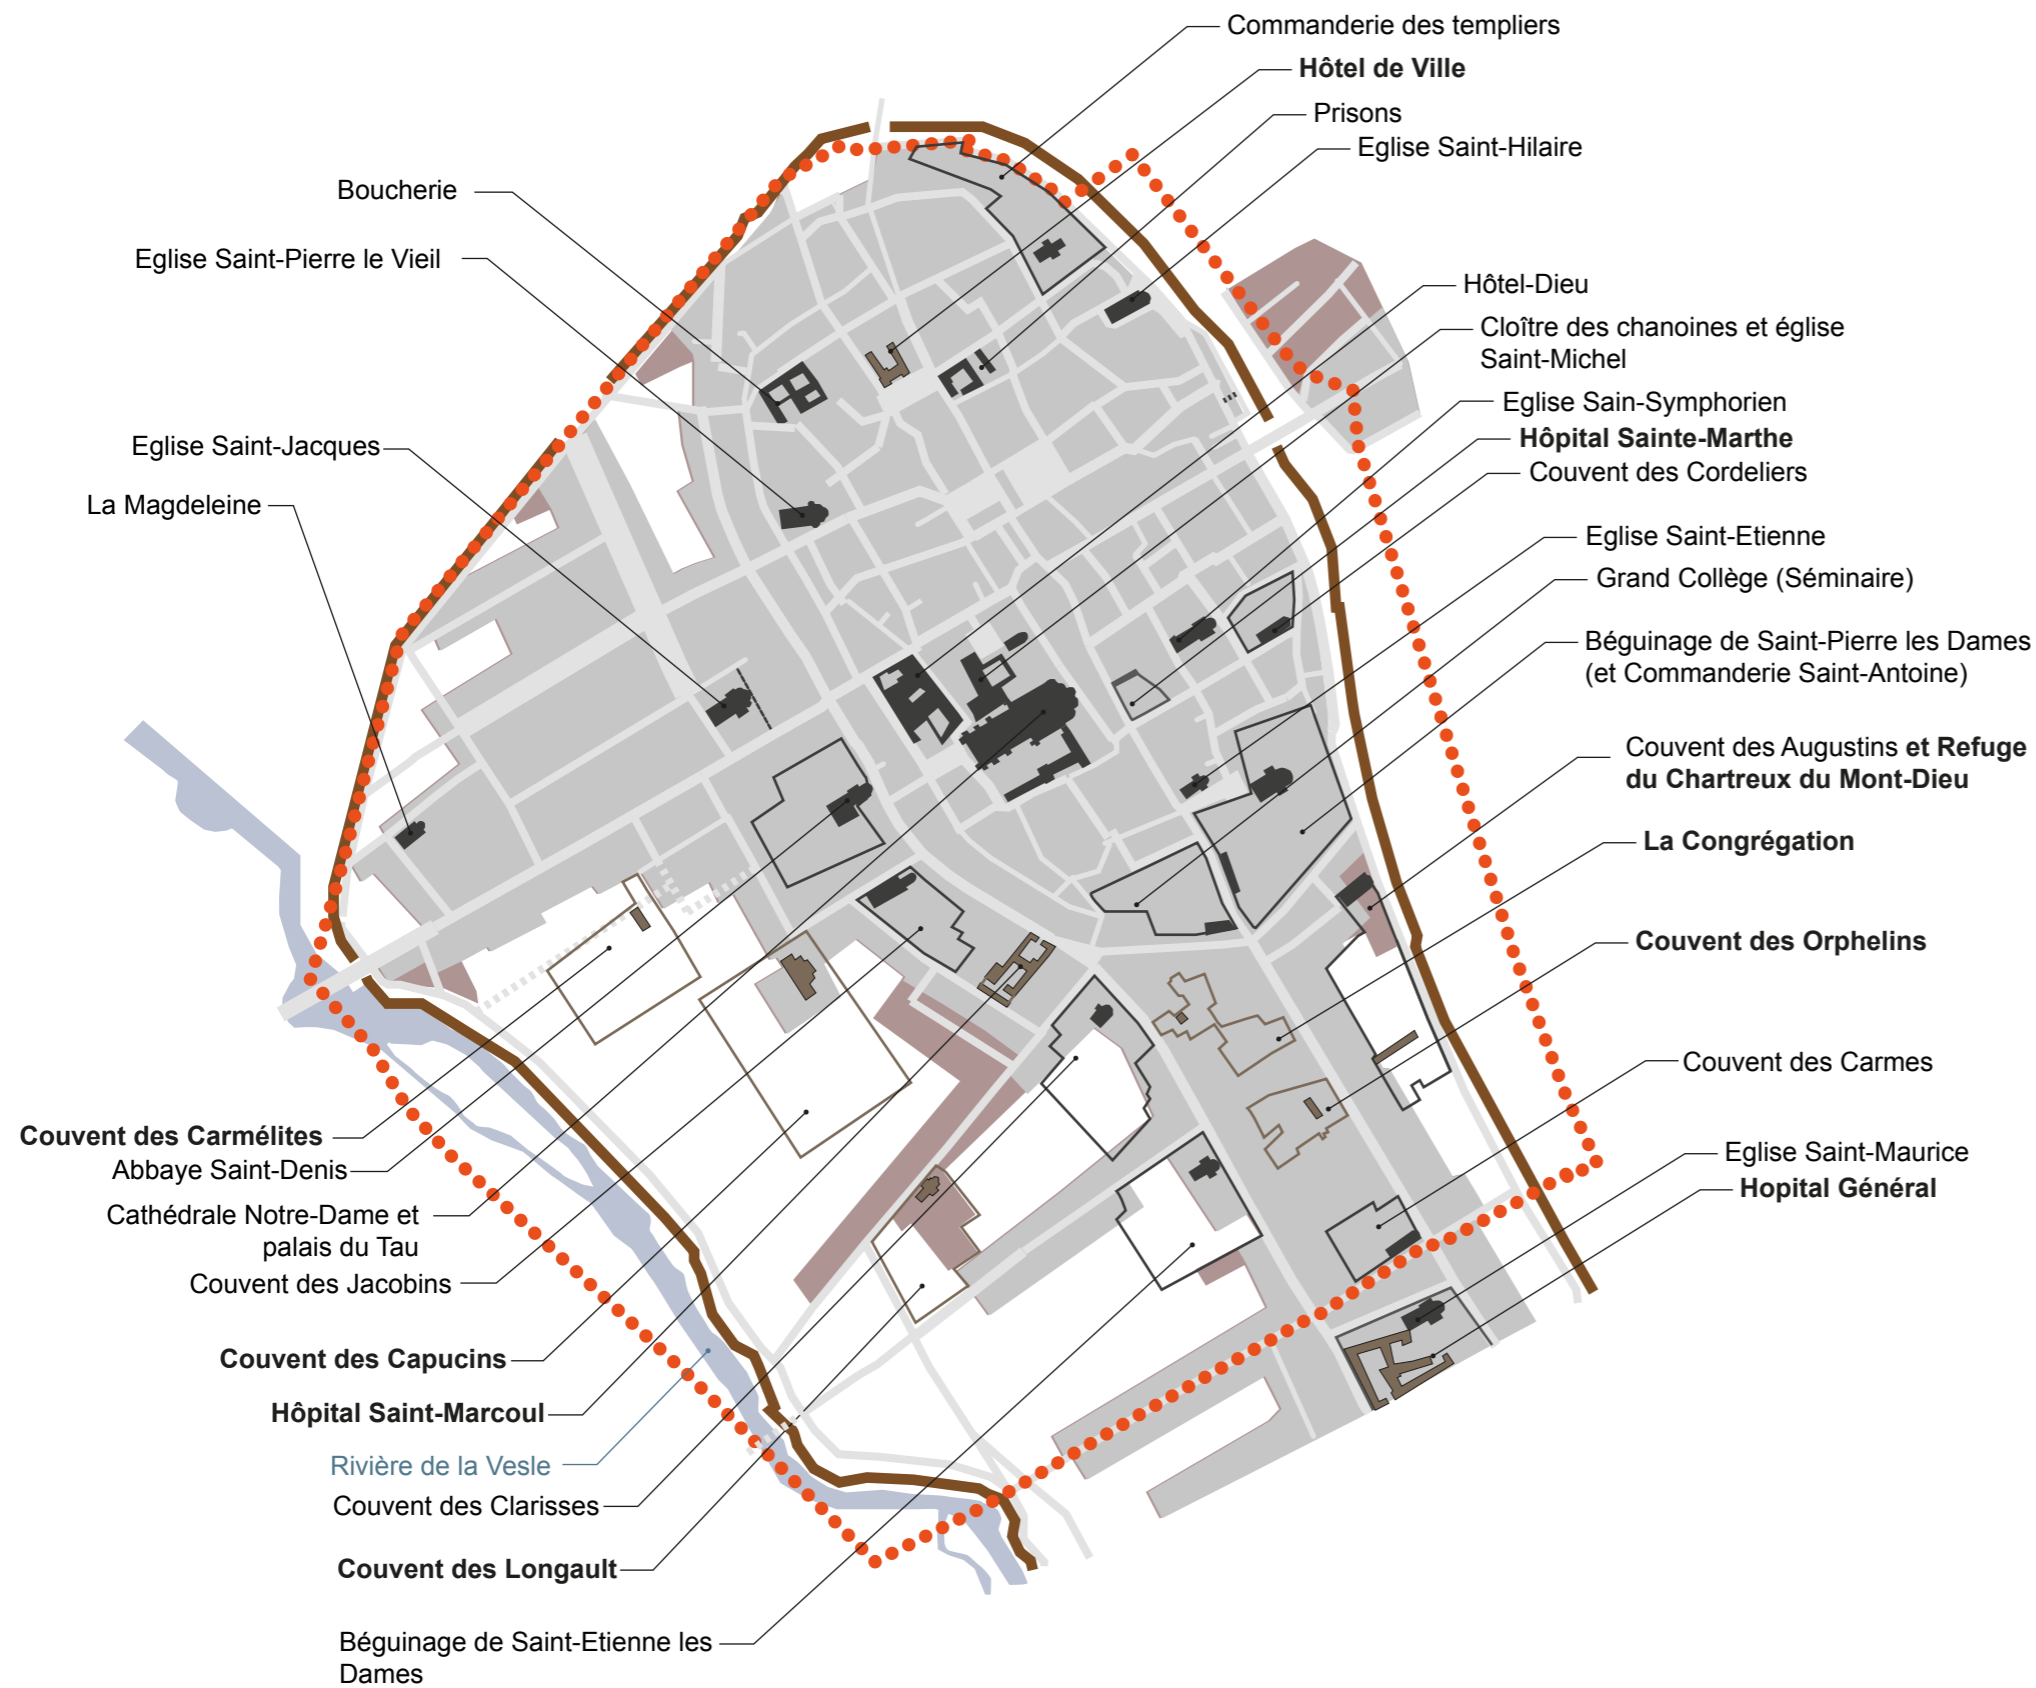 Commanderie des templiers
Hôtel de Ville
Prisons
Eglise Saint-Hilaire
Boucherie
Eglise Saint-Pierre le Vieil
Hôtel-Dieu
Cloître des chanoines et église
Saint-Michel
Eglise Sain-Symphorien
Hôpital Sainte-Marthe
Couvent des Cordeliers
Eglise Saint-Jacques
La Magdeleine
Eglise Saint-Etienne
Grand Collège (Séminaire)
Béguinage de Saint-Pierre les Dames
(et Commanderie Saint-Antoine)
Couvent des Augustins et Refuge
du Chartreux du Mont-Dieu
La Congrégation
Couvent des Orphelins
Couvent des Carmes
Eglise Saint-Maurice
Hopital Général
Couvent des Carmélites
Abbaye Saint-Denis
Cathédrale Notre-Dame et
palais du Tau
Couvent des Jacobins
Couvent des Capucins
Hôpital Saint-Marcoul
Rivière de la Vesle
Couvent des Clarisses
Couvent des Longault
Béguinage de Saint-Etienne les
Dames